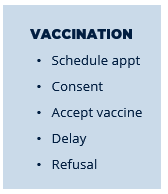 VACCINATION
• Schedule appt
• Consent
• Accept vaccine
• Delay
• Refusal